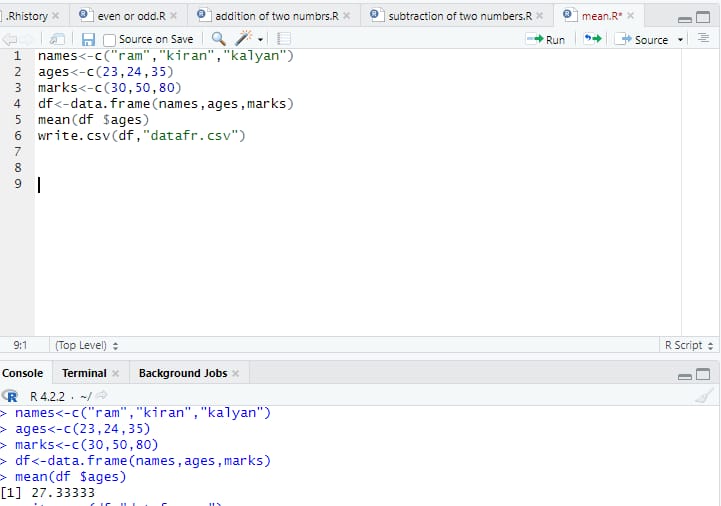 .Rhistory × even or odd.R × addition of two numbrs.R × subtraction of two numbers.R × mean.R* ×
Source on Save Run Source
1 names<-c("ram","kiran","kalyan")
2 ages<-c(23,24,35)
3 marks<-c(30,50,80)
4 df<-data.frame(names,ages,marks)
5 mean(df $ages)
6 write.csv(df,"datafr.csv")
7
8
9
9:1 (Top Level) R Script
Console Terminal × Background Jobs ×
R R 4.2.2 · ~/
> names<-c("ram","kiran","kalyan")
> ages<-c(23,24,35)
> marks<-c(30,50,80)
> df<-data.frame(names,ages,marks)
> mean(df $ages)
[1] 27.33333